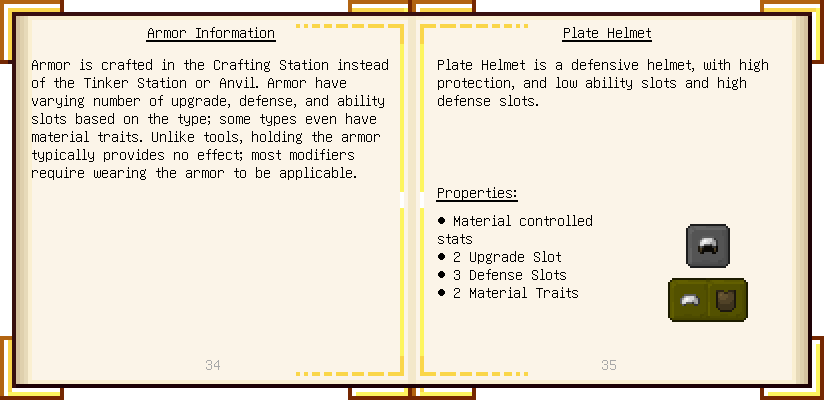 Armor Information
Armor is crafted in the Crafting Station instead
of the Tinker Station or Anvil. Armor have
varying number of upgrade, defense, and ability
slots based on the type; some types even have
material traits. Unlike tools, holding the armor
typically provides no effect; most modifiers
require wearing the armor to be applicable.
34
Plate Helmet
Plate Helmet is a defensive helmet, with high
protection, and low ability slots and high
defense slots.
Properties:
● Material controlled
stats
● 2 Upgrade Slot
● 3 Defense Slots
● 2 Material Traits
35